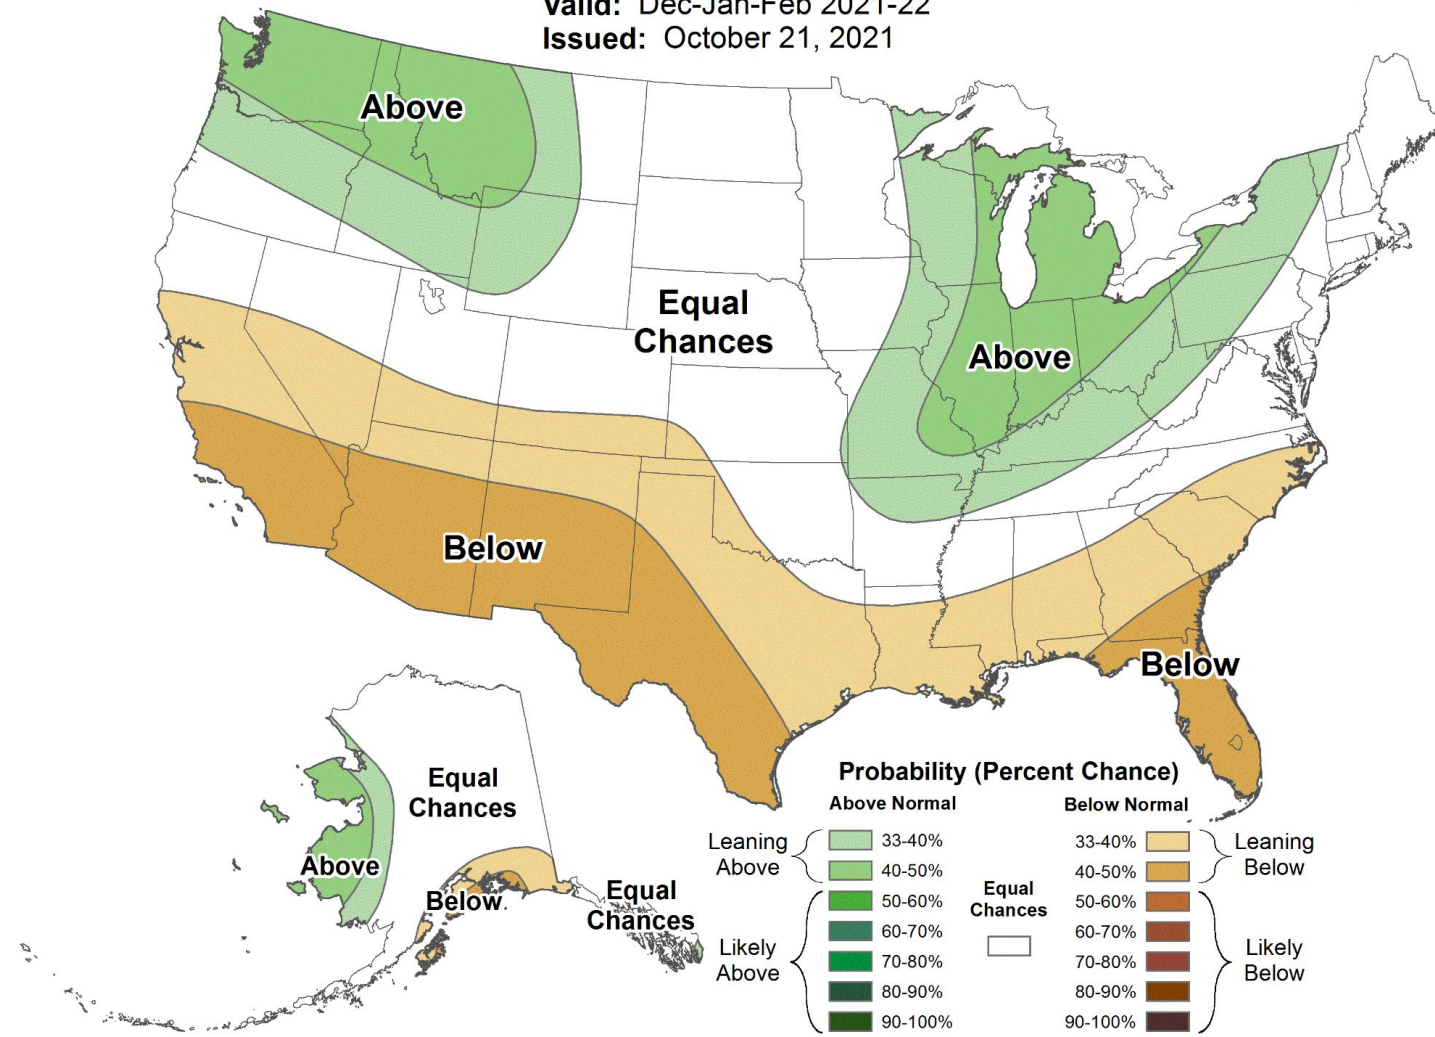 Valid: Dec-Jan-Feb 2021-22
Issued: October 21, 2021
Above
Equal
Chances
Above
Below
Below
Equal
Chances
Above
Below
Equal
Chances
Probability (Percent Chance)
Above Normal
Below Normal
Leaning
Above
33-40%
40-50%
50-60%
60-70%
70-80%
80-90%
90-100%
Likely
Above
Equal
Chances
33-40%
40-50%
50-60%
60-70%
70-80%
80-90%
90-100%
Leaning
Below
Likely
Below